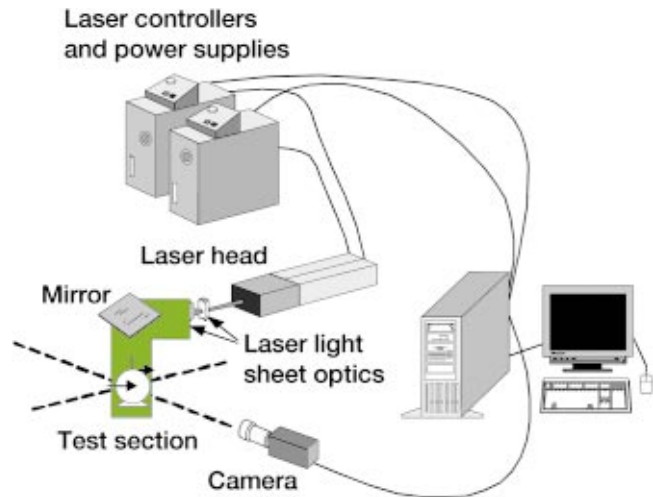 Laser controllers
and power supplies
Laser head
Mirror
Laser light
sheet optics
Test section
Camera